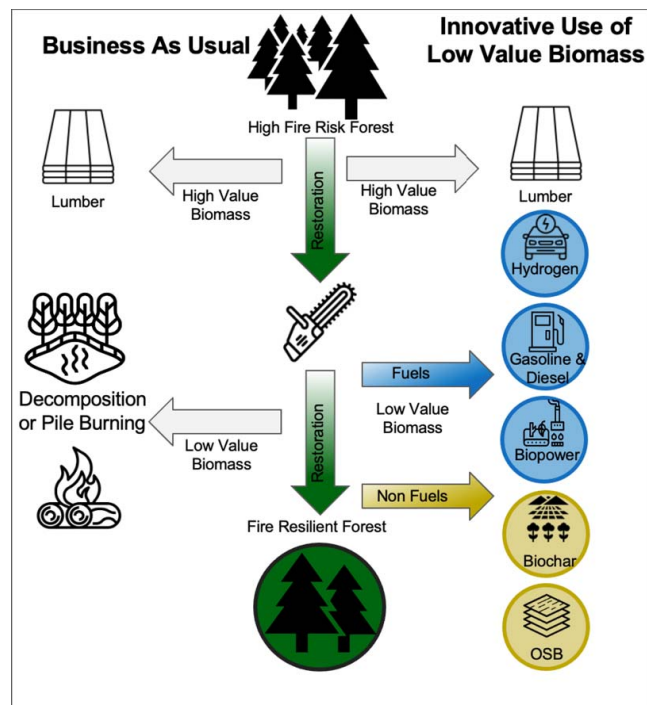 Business As Usual
Innovative Use of
Low Value Biomass
High Fire Risk Forest
Lumber
High Value
Biomass
Restoration
High Value
Biomass
Lumber
Hydrogen
Gasoline &
Diesel
Fuels
Low Value
Biomass
Decomposition
or Pile Burning
Low Value
Biomass
Restoration
Biopower
Non Fuels
Fire Resilient Forest
Biochar
OSB